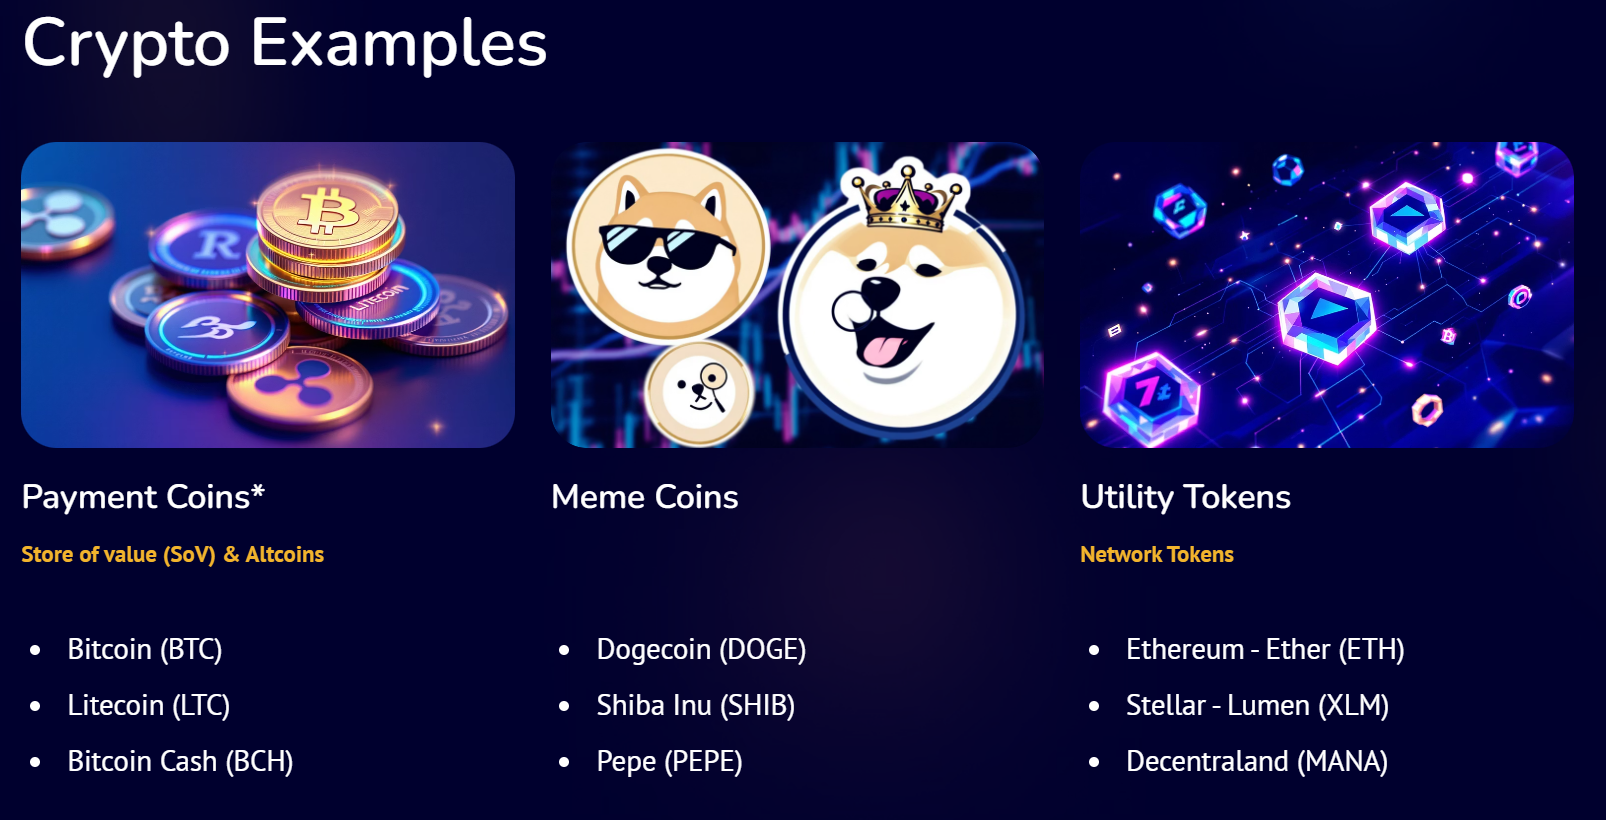 Crypto Examples
LITECOIN
Payment Coins*
Store of value (SoV) & Altcoins
• Bitcoin (BTC)
• Litecoin (LTC)
• Bitcoin Cash (BCH)
Meme Coins
• Dogecoin (DOGE)
• Shiba Inu (SHIB)
• Pepe (PEPE)
Utility Tokens
Network Tokens
• Ethereum - Ether (ETH)
• Stellar - Lumen (XLM)
• Decentraland (MANA)